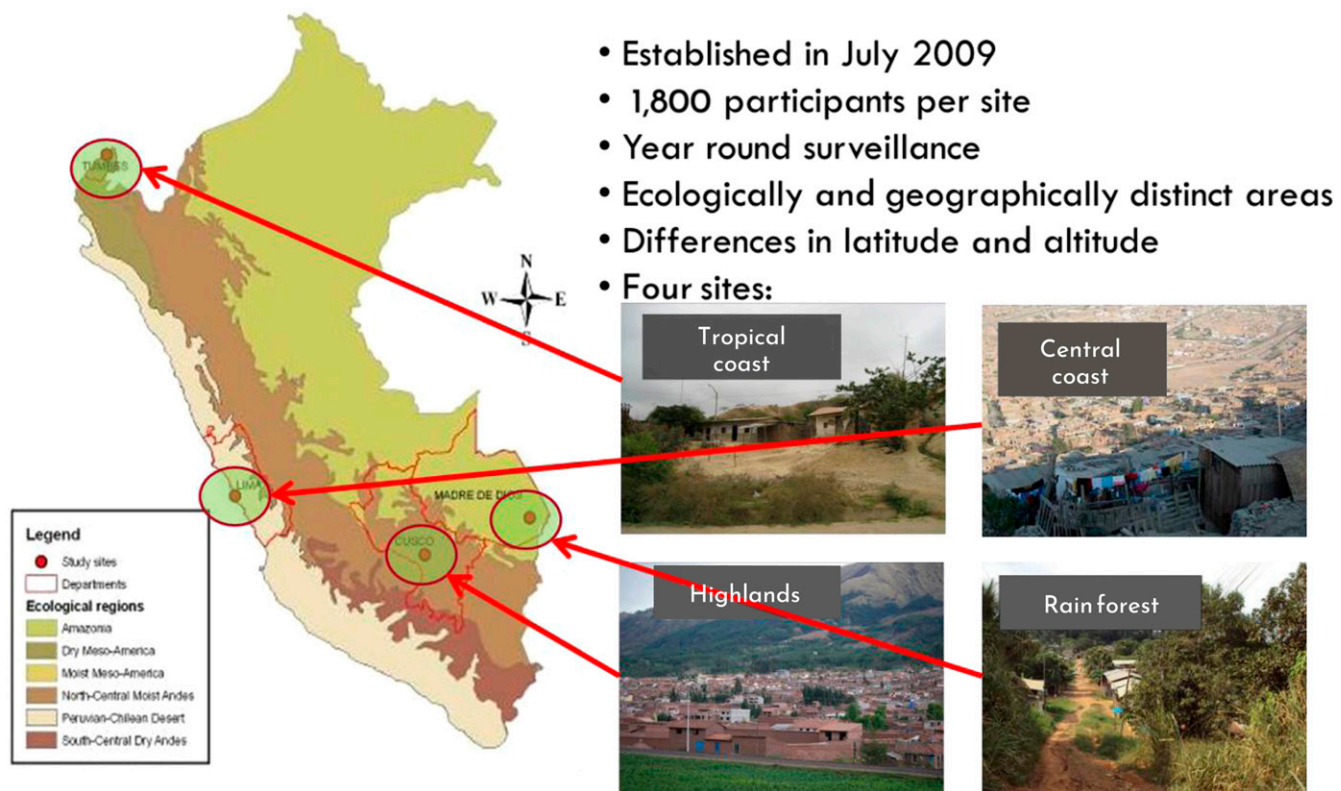 • Established in July 2009
• 1,800 participants per site
• Year round surveillance
• Ecologically and geographically distinct areas
• Differences in latitude and altitude
• Four sites:
TUMBES
N
W
E
S
Tropical
coast
Central
coast
LIMA
MADRE DE DIOS
CUSCO
Highlands
Rain forest
Legend
Study sites
Departments
Ecological regions
Amazonia
Dry Meso-America
Moist Meso-America
North-Central Moist Andes
Peruvian-Chilean Desert
South-Central Dry Andes